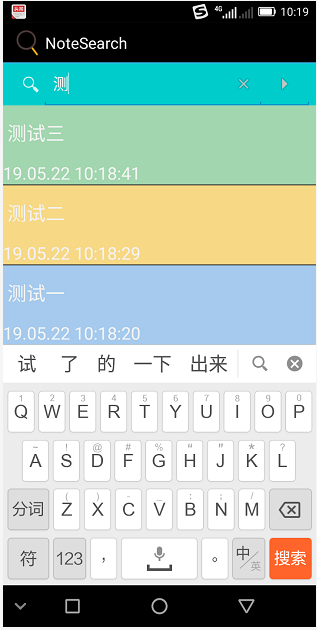 4G 10:19
NoteSearch
测
测试三
19.05.22 10:18:41
测试二
19.05.22 10:18:29
测试一
19.05.22 10:18:20
试 了 的 一下 出来
1 2 3 4 5 6 7 8 9 0
Q W E R T Y U I O P
~ ! @ # % " " * ?
A S D F G H J K L
( ) - _ : ; /
分词 Z X C V B N M
符 123 ， 。 中/英 搜索